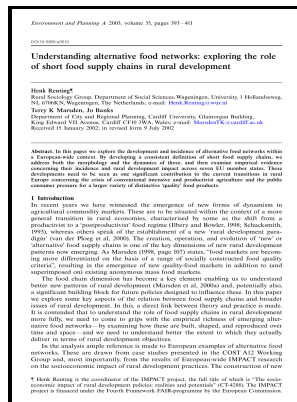 Environment and Planning A 2003, volume 35, pages 393-411
DOI:10.1068/a3510
Understanding alternative food networks: exploring the role
of short food supply chains in rural development
Henk Renting¶
Rural Sociology Group, Department of Social Sciences, Wageningen University, 1 Hollandseweg,
NL 6706KN, Wageningen, The Netherlands; e-mail: Henk.Renting@wur.nl
Terry K Marsden, Jo Banks
Department of City and Regional Planning, Cardiff University, Glamorgan Building,
King Edward VII Avenue, Cardiff CF10 3WA, Wales; e-mail: MarsdenTK@cardiff.ac.uk
Received 15 January 2002; in revised form 9 July 2002
Abstract. In this paper we explore the development and incidence of alternative food networks within
a European-wide context. By developing a consistent definition of short food supply chains, we
address both the morphology and the dynamics of these, and then examine empirical evidence
concerning their incidence and rural development impact across seven EU member states. These
developments need to be seen as one significant contribution to the current transitions in rural
Europe concerning the crisis of conventional intensive and productivist agriculture and the public
consumer pressure for a larger variety of distinctive 'quality' food products.
1 Introduction
In recent years we have witnessed the emergence of new forms of dynamism in
agricultural commodity markets. These are to be situated within the context of a more
general transition in rural economies, characterised by some as the shift from a
productivist to a 'postproductivist' food regime (Ilbery and Bowler, 1998; Schucksmith,
1993), whereas others speak of the establishment of a new 'rural development para-
digm' (van der Ploeg et al, 2000). The creation, operation, and evolution of 'new' or
'alternative' food supply chains is one of the key dimensions of new rural development
patterns now emerging. As Marsden (1998, page 107) states, "food markets are becom-
ing more differentiated on the basis of a range of socially constructed food quality
criteria", resulting in the emergence of new quality-food markets in addition to (and
superimposed on) existing anonymous mass food markets.
The food chain dimension has become a key element enabling us to understand
better new patterns of rural development (Marsden et al, 2000a) and, potentially also, a
significant building block for future policies designed to influence these. In this paper
we explore some key aspects of the relation between food supply chains and broader
issues of rural development. In this, a direct link between theory and practice is made.
It is contended that to understand the role of food supply chains in rural development
more fully, we need to come to grips with the empirical richness of emerging alter-
native food networks—by examining how these are built, shaped, and reproduced over
time and space—and we need to understand better the extent to which they actually
deliver in terms of rural development objectives.
In the analysis ample reference is made to European examples of alternative food
networks. These are drawn from case studies presented in the COST A12 Working
Group and, most importantly, from the results of European-wide IMPACT research
on the socioeconomic impact of rural development practices. The construction of new
¶ Henk Renting is the coordinator of the IMPACT project, the full title of which is "The socio-
economic impact of rural development policies: realities and potentials" (CT-4288). The IMPACT
project is financed under the Fourth Framework FAIR-programme by the European Commission.